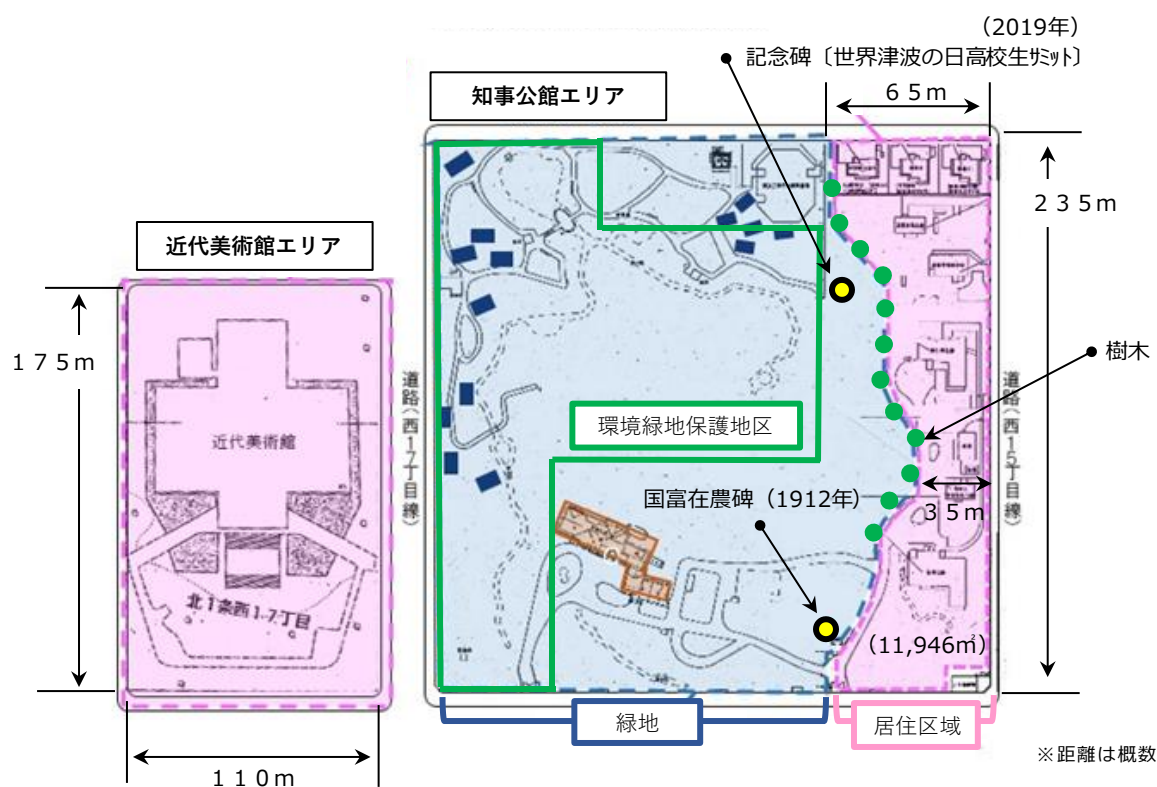 （2019年）
記念碑〔世界津波の日高校生サミット〕
知事公館エリア
６５ｍ
２３５ｍ
近代美術館エリア
１７５ｍ
近代美術館
道路(西１７丁目線)
環境緑地保護地区
樹木
道路(西１５丁目線)
国富在農碑（1912年）
３５ｍ
北１条西１７丁目
（11,946㎡）
緑地
居住区域
※距離は概数
１１０ｍ